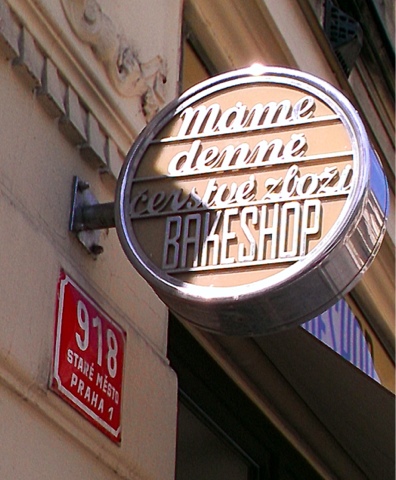 Máme
denně
čerstvé zboží
BAKESHOP
918
STARÉ MĚSTO
PRAHA 1